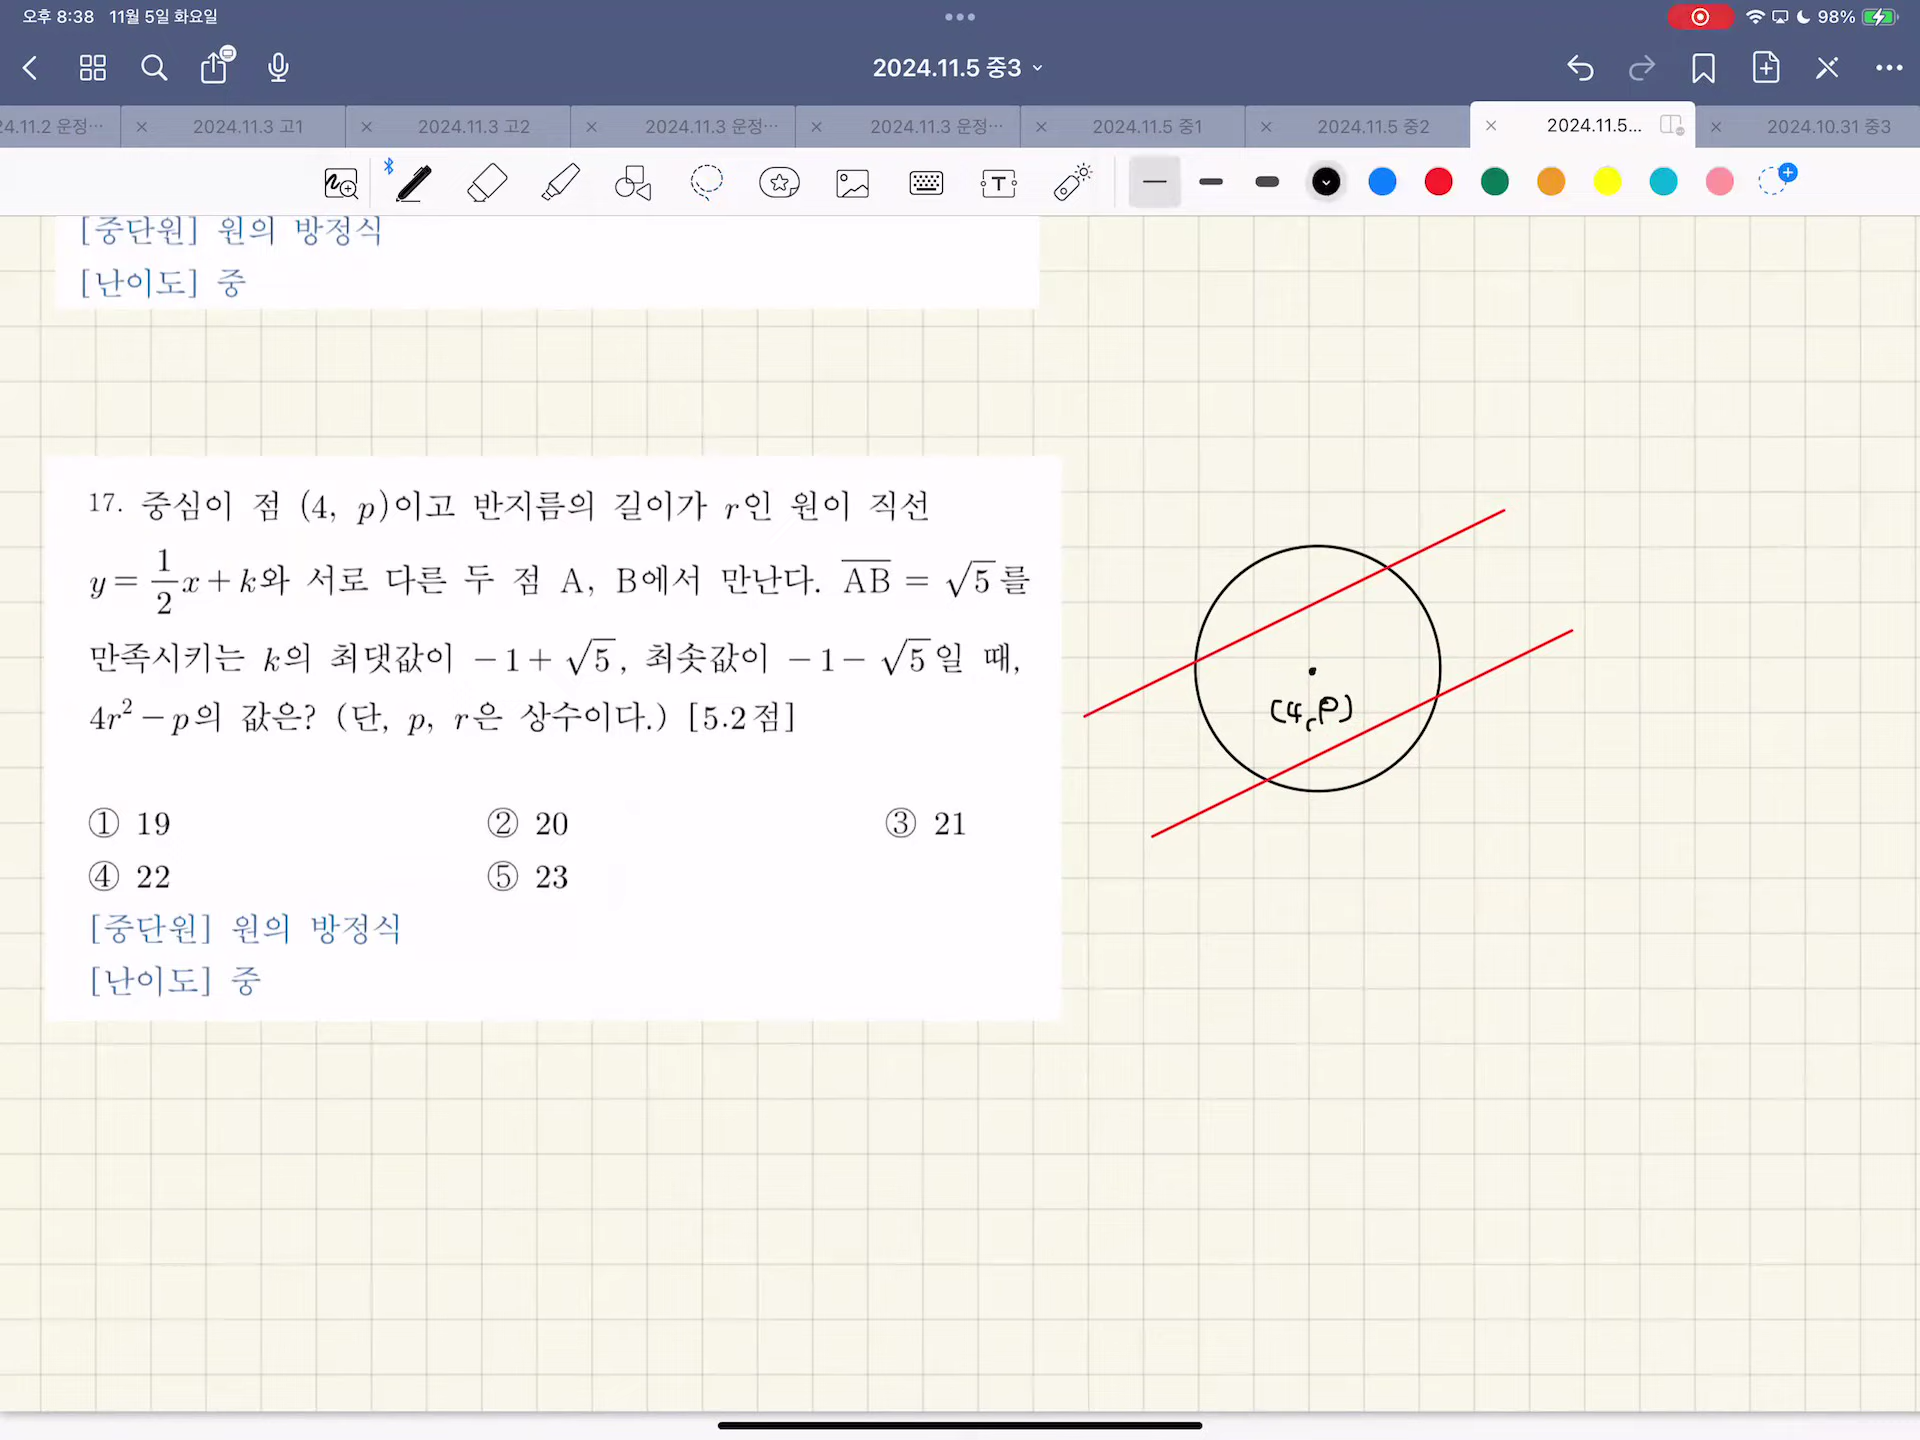 오후 8:38 11월 5일 화요일
98%
2024.11.5 중3
24.11.2 운정…
2024.11.3 고1
2024.11.3 고2
2024.11.3 운정…
2024.11.3 운정…
2024.11.5 중1
2024.11.5 중2
2024.11.5...
2024.10.31 중3
[중단원] 원의 방정식
[난이도] 중
17. 중심이 점 (4, p)이고 반지름의 길이가 r인 원이 직선
y = 1/2 x + k와 서로 다른 두 점 A, B에서 만난다. A̅B̅ = √5를
만족시키는 k의 최댓값이 −1+√5, 최솟값이 −1−√5일 때,
4r² − p의 값은? (단, p, r은 상수이다.) [5.2점]
① 19 ② 20 ③ 21
④ 22 ⑤ 23
[중단원] 원의 방정식
[난이도] 중
(4, P)